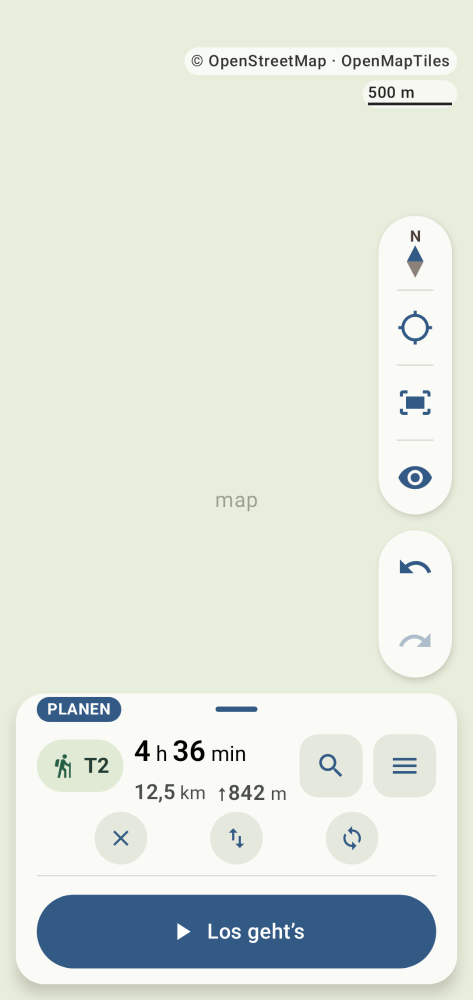 © OpenStreetMap · OpenMapTiles
500 m
N
map
PLANEN
T2
4 h 36 min
12,5 km ↑842 m
Los geht’s